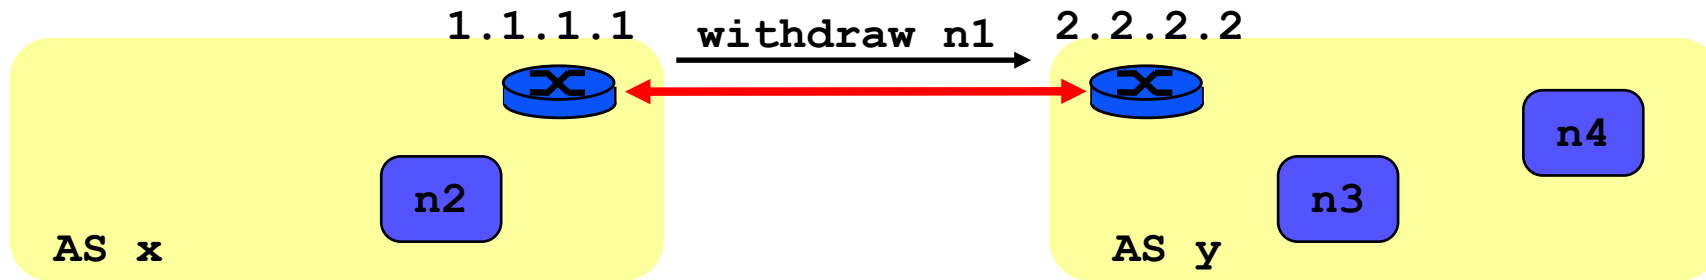 1.1.1.1
withdraw n1
2.2.2.2
n4
n2
n3
AS x
AS y